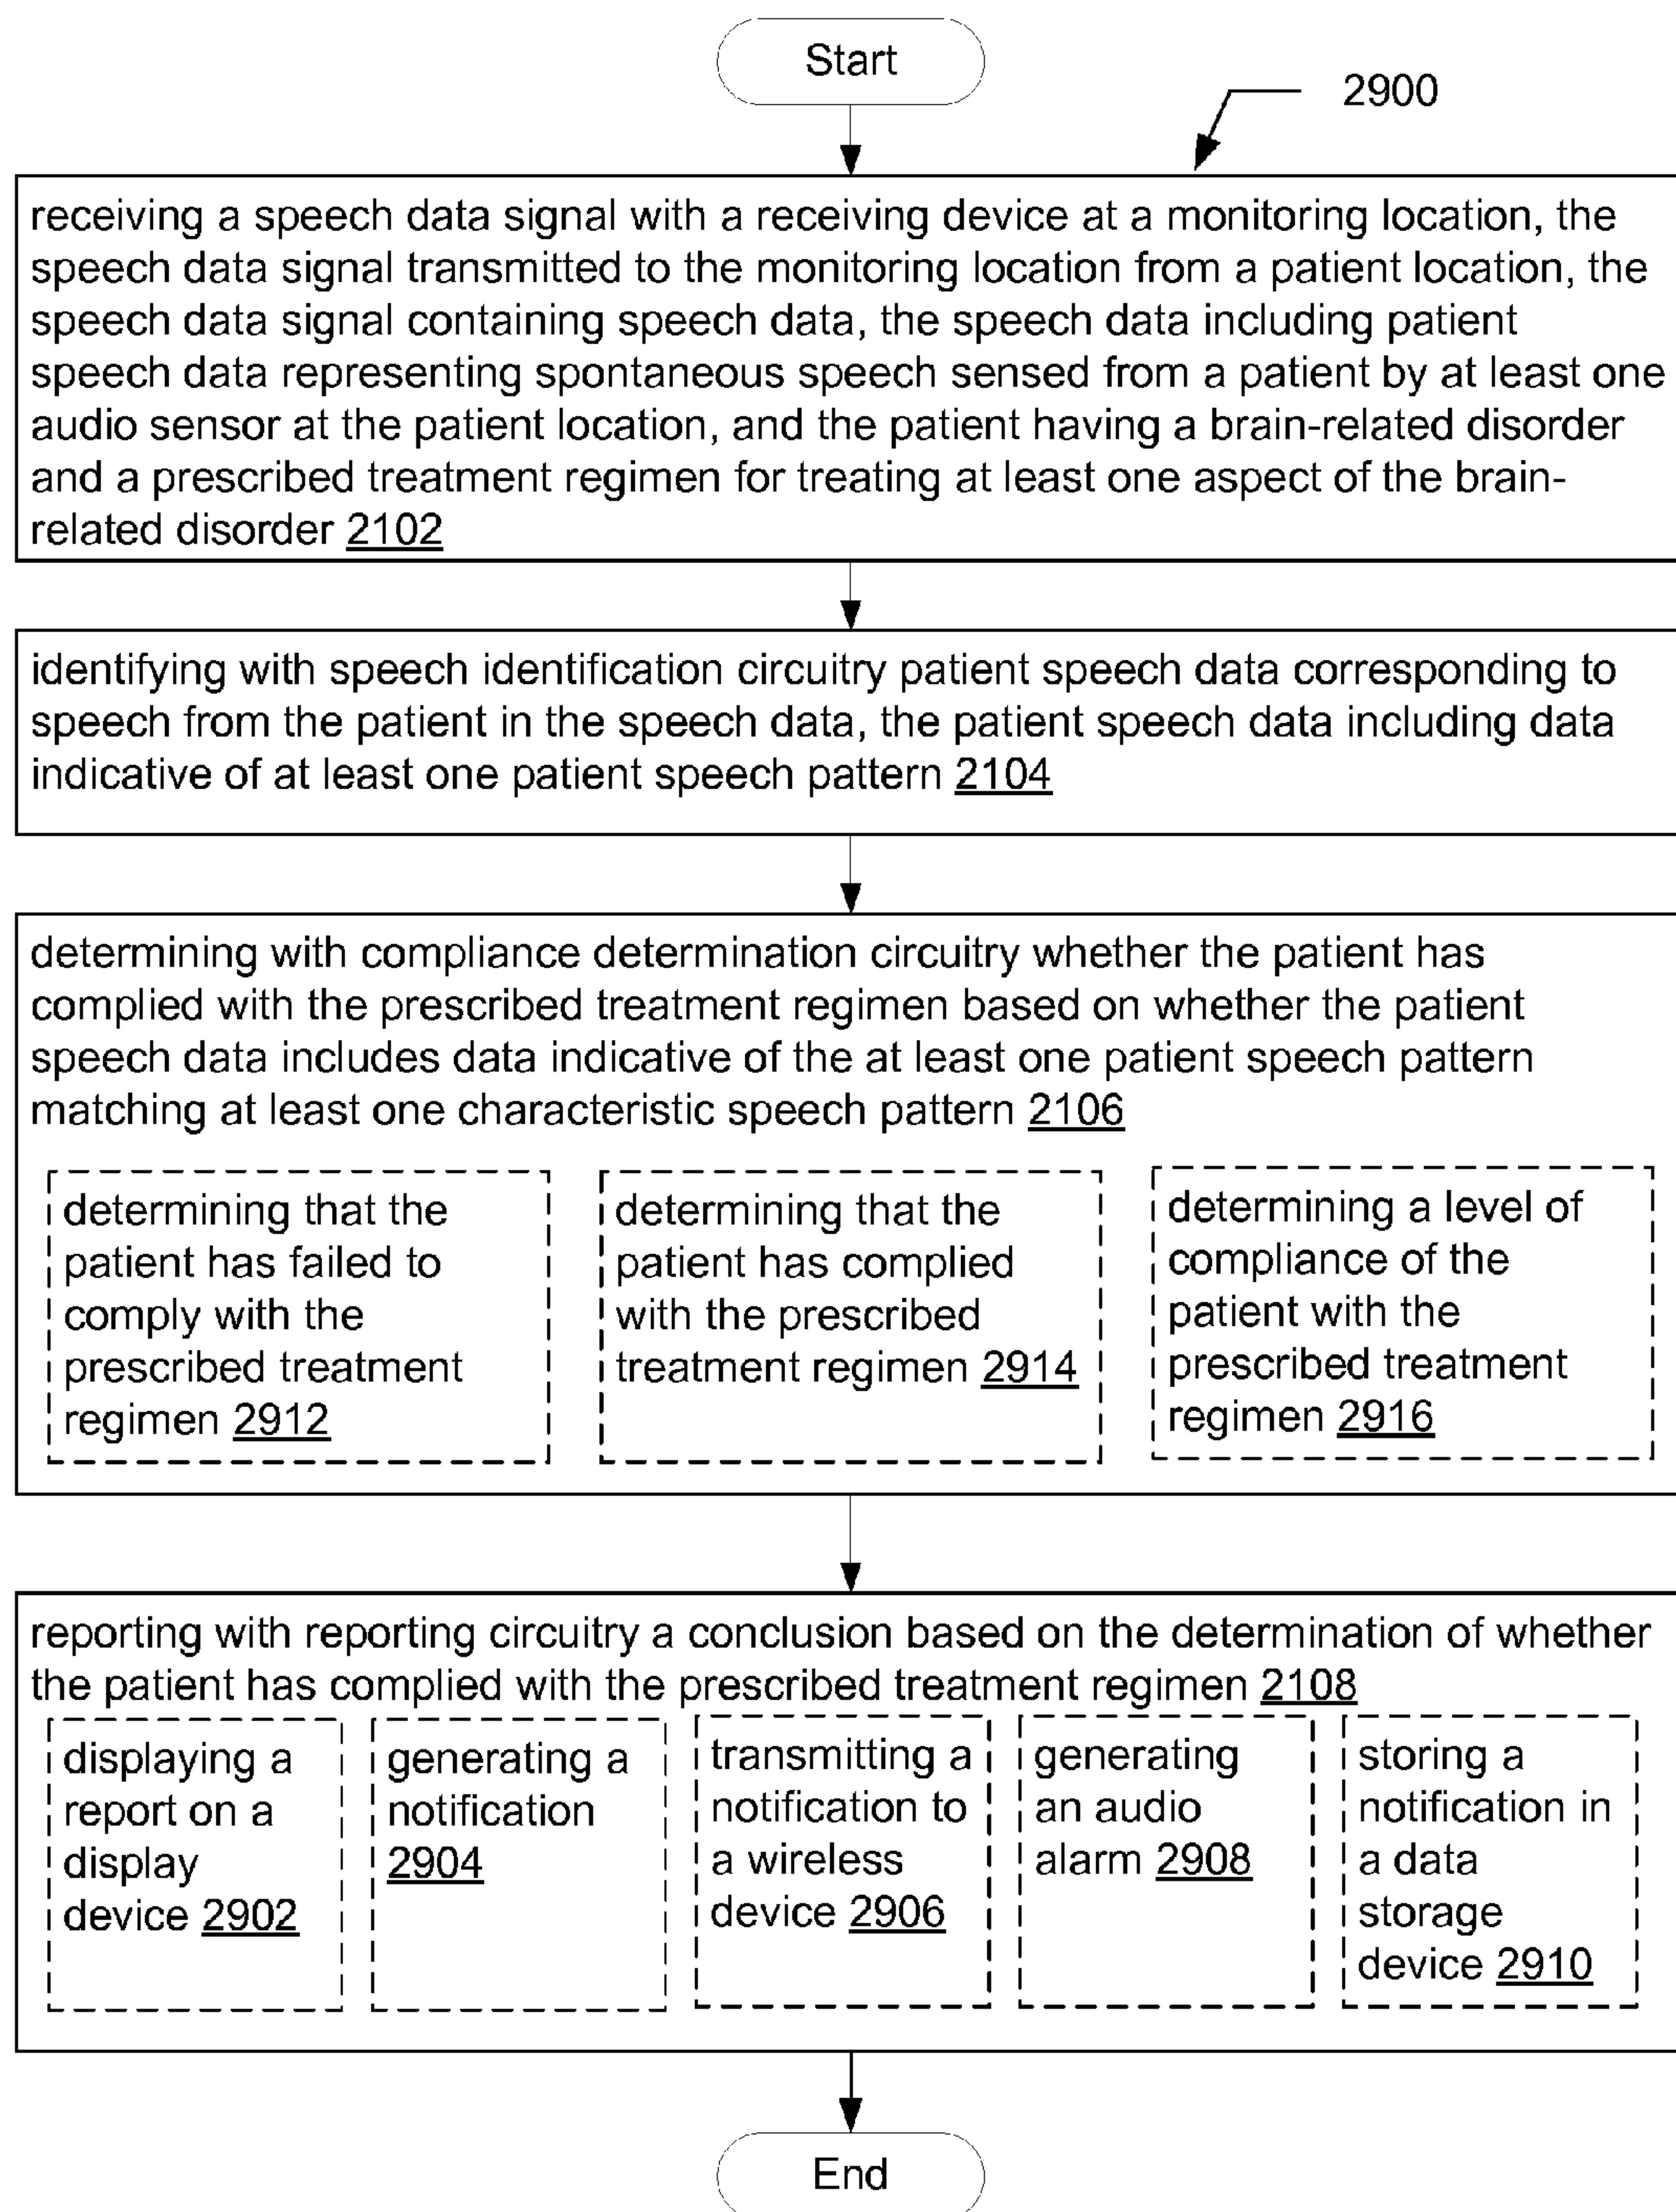 Start
2900
receiving a speech data signal with a receiving device at a monitoring location, the
speech data signal transmitted to the monitoring location from a patient location, the
speech data signal containing speech data, the speech data including patient
speech data representing spontaneous speech sensed from a patient by at least one
audio sensor at the patient location, and the patient having a brain-related disorder
and a prescribed treatment regimen for treating at least one aspect of the brain-
related disorder 2102
identifying with speech identification circuitry patient speech data corresponding to
speech from the patient in the speech data, the patient speech data including data
indicative of at least one patient speech pattern 2104
determining with compliance determination circuitry whether the patient has
complied with the prescribed treatment regimen based on whether the patient
speech data includes data indicative of the at least one patient speech pattern
matching at least one characteristic speech pattern 2106
determining that the
patient has failed to
comply with the
prescribed treatment
regimen 2912
determining that the
patient has complied
with the prescribed
treatment regimen 2914
determining a level of
compliance of the
patient with the
prescribed treatment
regimen 2916
reporting with reporting circuitry a conclusion based on the determination of whether
the patient has complied with the prescribed treatment regimen 2108
displaying a
report on a
display
device 2902
generating a
notification
2904
transmitting a
notification to
a wireless
device 2906
generating
an audio
alarm 2908
storing a
notification in
a data
storage
device 2910
End